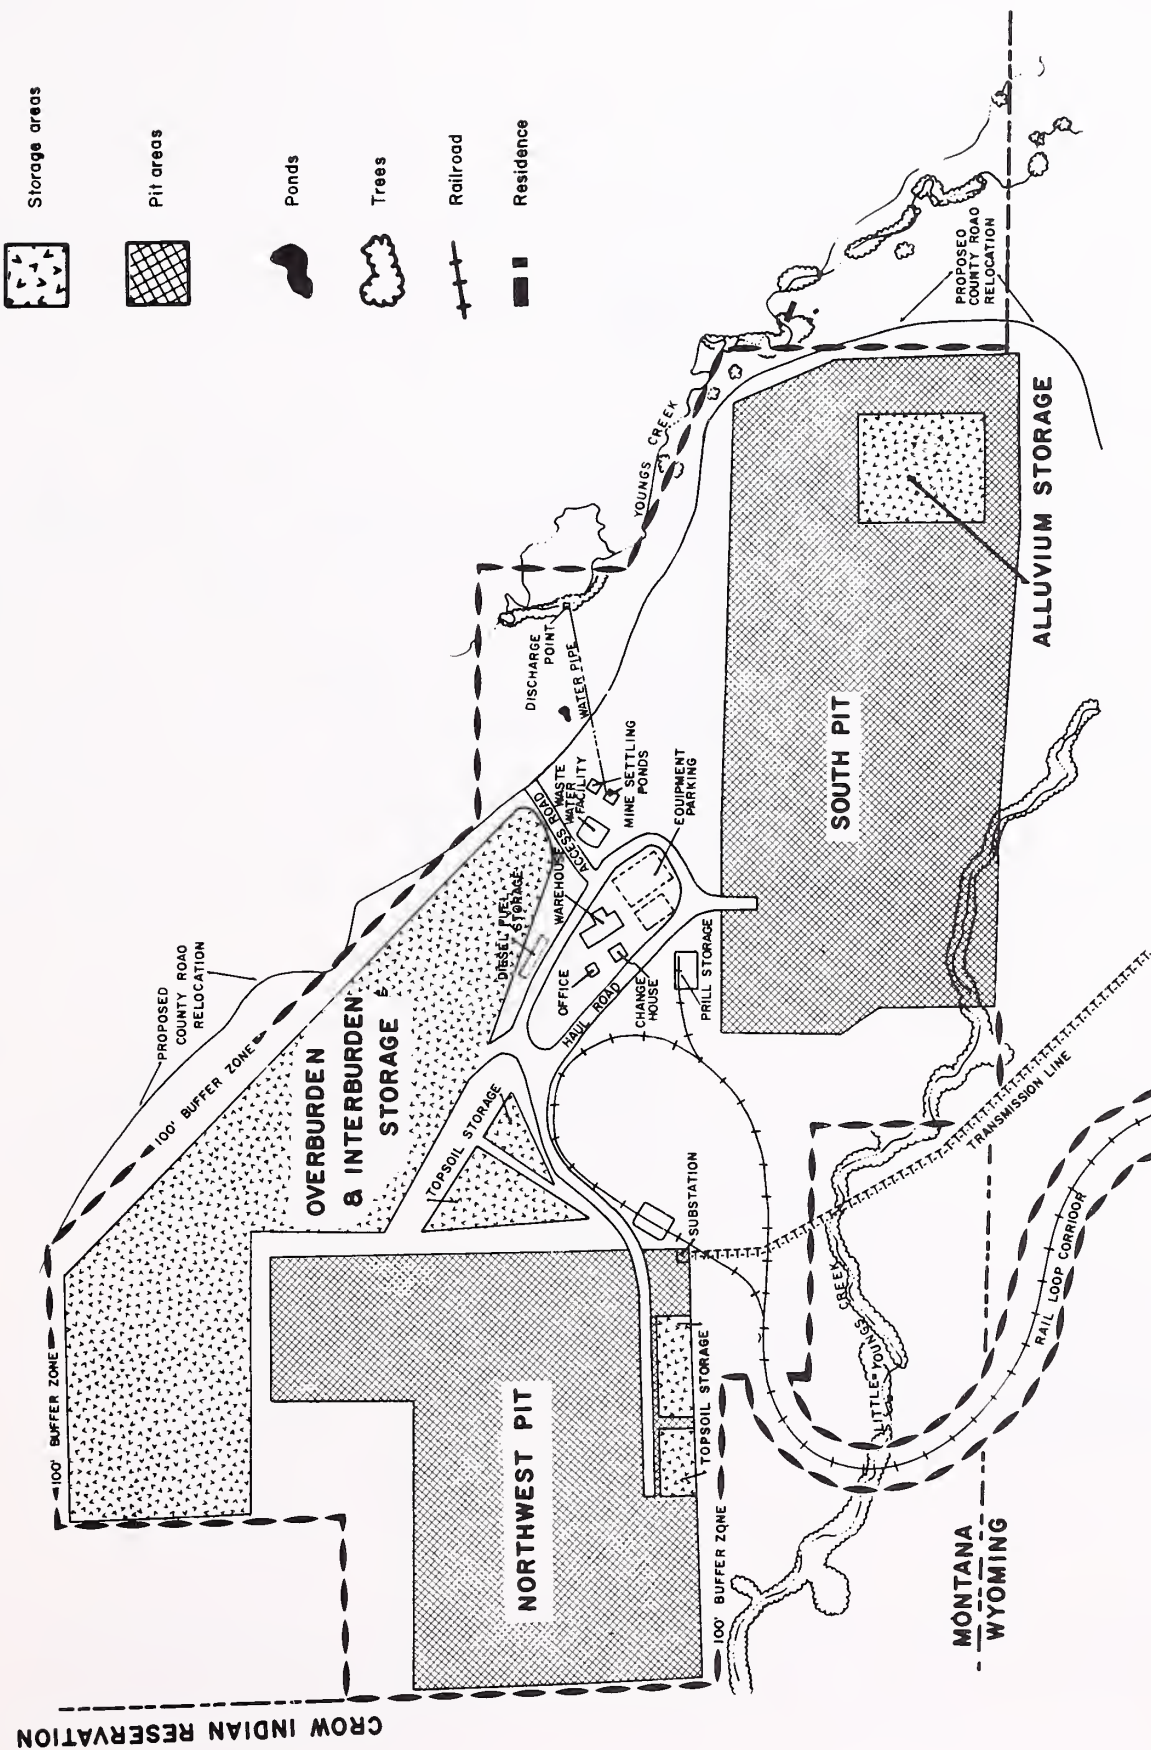 Storage areas
Pit areas
Ponds
Trees
Railroad
Residence
CROW INDIAN RESERVATION
100' BUFFER ZONE
100' BUFFER ZONE
PROPOSED
COUNTY ROAD
RELOCATION
OVERBURDEN
& INTERBURDEN
STORAGE
TOPSOIL STORAGE
NORTHWEST PIT
TOPSOIL STORAGE
100' BUFFER ZONE
SUBSTATION
DIESEL FUEL
STORAGE
WAREHOUSE
OFFICE
HAUL ROAD
CHANGE
HOUSE
PRILL STORAGE
ACCESS ROAD
WASTE
WATER
FACILITY
MINE SETTLING
PONDS
EQUIPMENT
PARKING
DISCHARGE
POINT
WATER PIPE
YOUNGS CREEK
SOUTH PIT
ALLUVIUM STORAGE
PROPOSED
COUNTY ROAD
RELOCATION
LITTLE YOUNGS CREEK
TRANSMISSION LINE
RAIL LOOP CORRIDOR
MONTANA
WYOMING